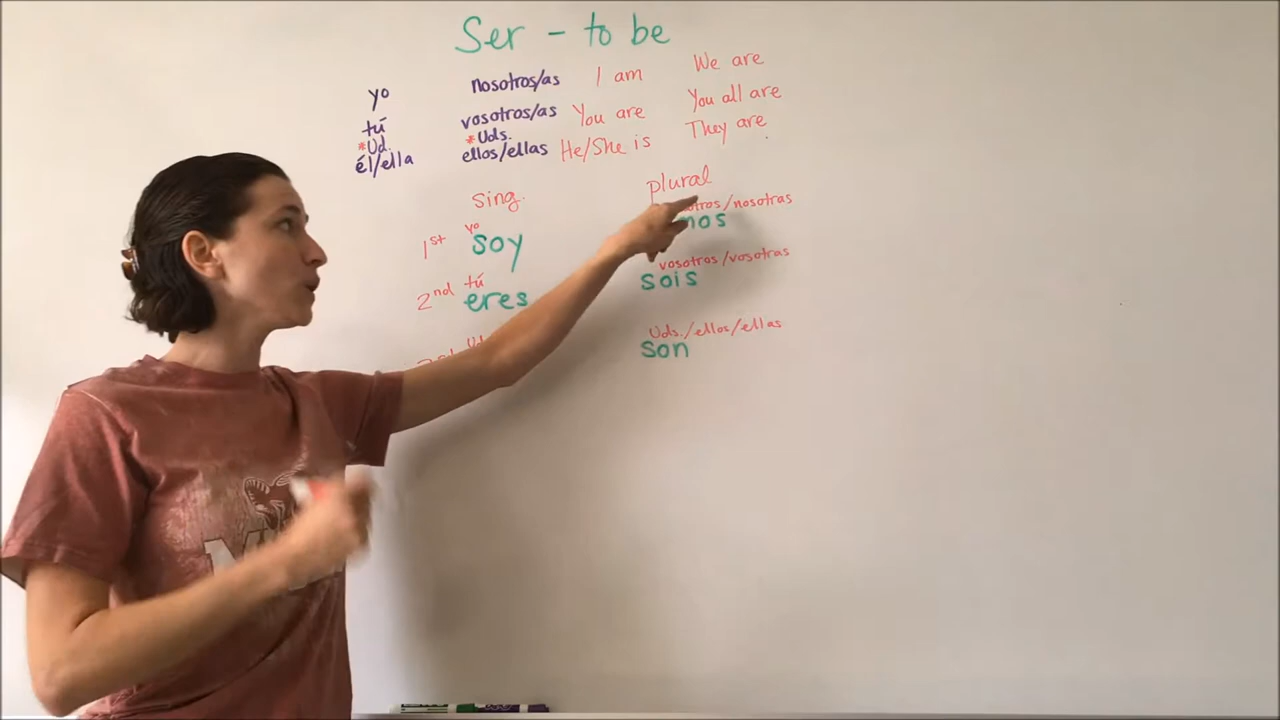 Ser - to be
yo nosotros/as I am We are
tú vosotros/as You are You all are
*Ud. *Uds.
él/ella ellos/ellas He/She is They are
sing. plural
yo /nosotras
1st soy
tú vosotros/vosotras
2nd eres sois
Uds./ellos/ellas
son